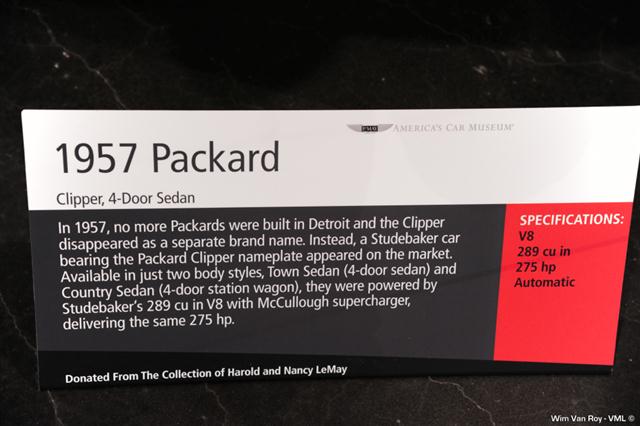 AMERICA'S CAR MUSEUM
1957 Packard
Clipper, 4-Door Sedan
In 1957, no more Packards were built in Detroit and the Clipper
disappeared as a separate brand name. Instead, a Studebaker car
bearing the Packard Clipper nameplate appeared on the market.
Available in just two body styles, Town Sedan (4-door sedan) and
Country Sedan (4-door station wagon), they were powered by
Studebaker's 289 cu in V8 with McCullough supercharger,
delivering the same 275 hp.
SPECIFICATIONS:
V8
289 cu in
275 hp
Automatic
Donated From The Collection of Harold and Nancy LeMay
Wim Van Roy - VML ©